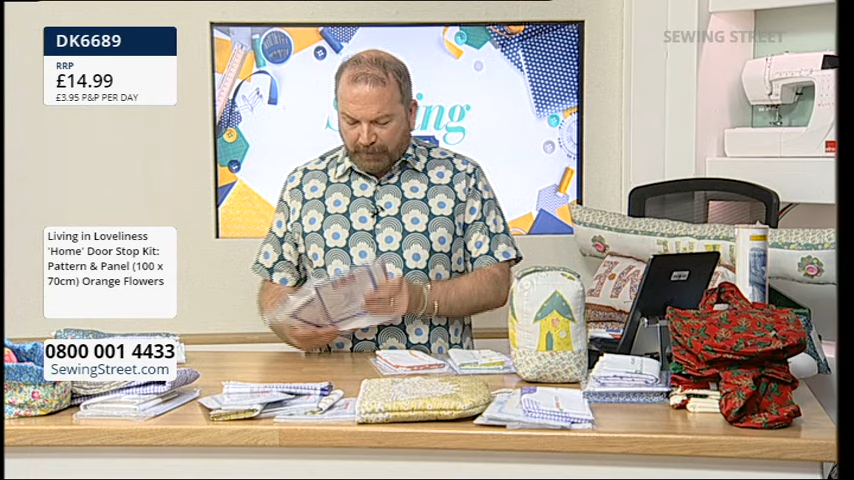 DK6689
RRP
£14.99
£3.95 P&P PER DAY
SEWING STREET
Living in Loveliness
'Home' Door Stop Kit:
Pattern & Panel (100 x
70cm) Orange Flowers
0800 001 4433
SewingStreet.com